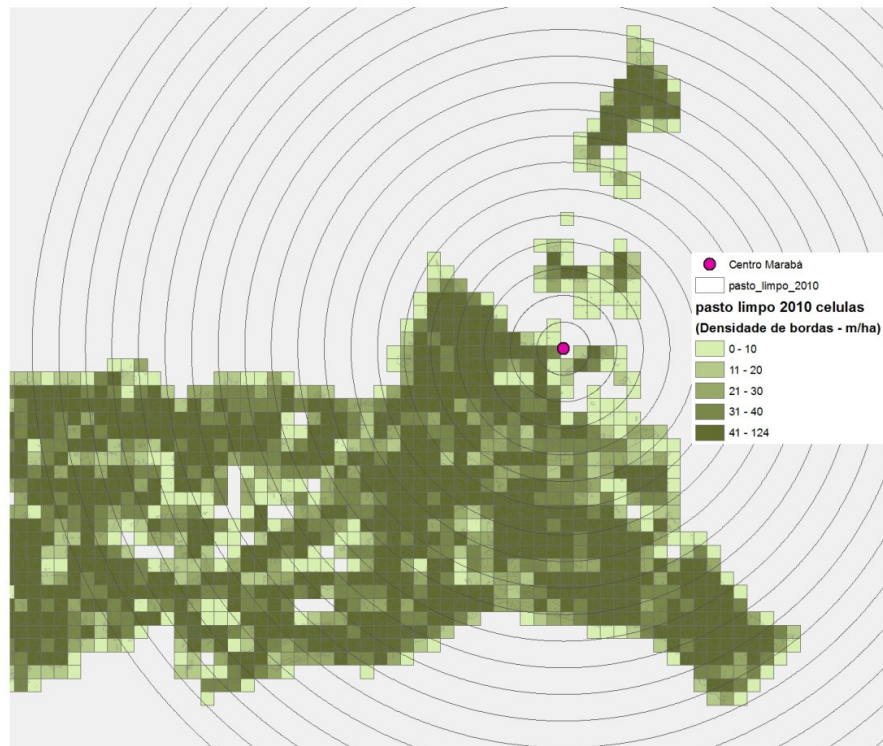 Centro Marabá
pasto_limpo_2010
pasto limpo 2010 celulas
(Densidade de bordas - m/ha)
0 - 10
11 - 20
21 - 30
31 - 40
41 - 124